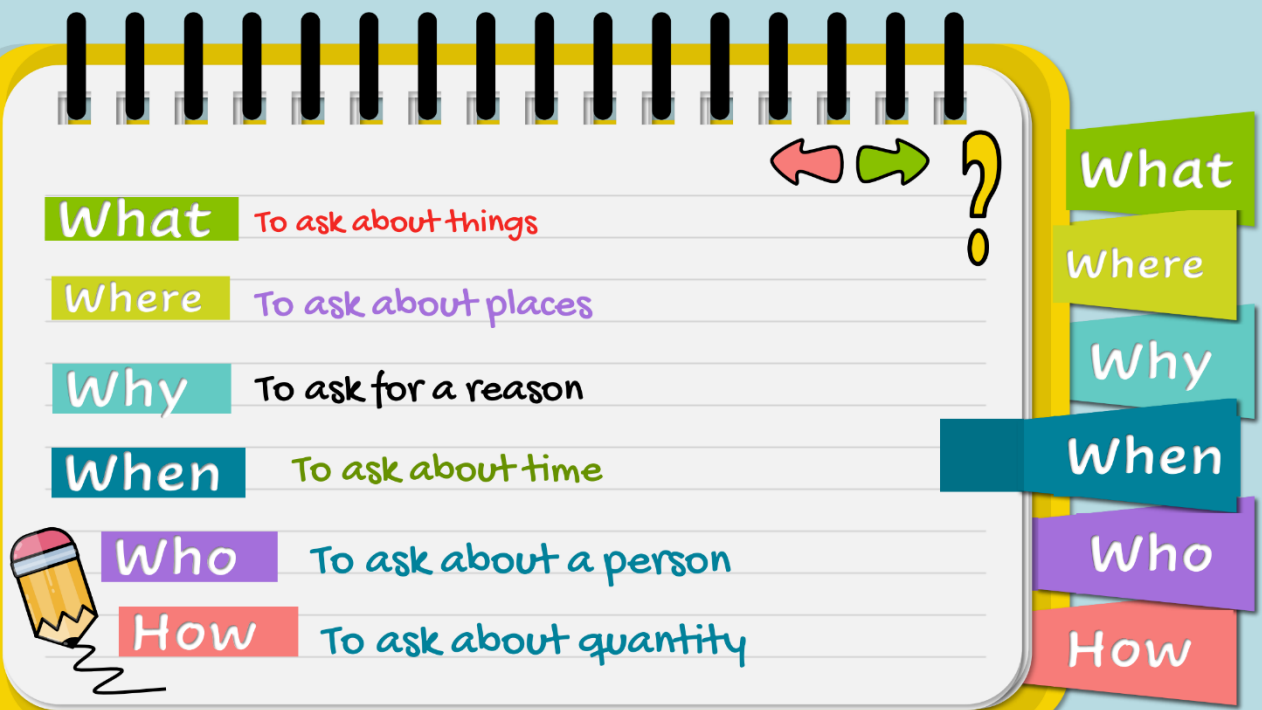 What To ask about things
Where To ask about places
Why To ask for a reason
When To ask about time
Who To ask about a person
How To ask about quantity
?
What
Where
Why
When
Who
How